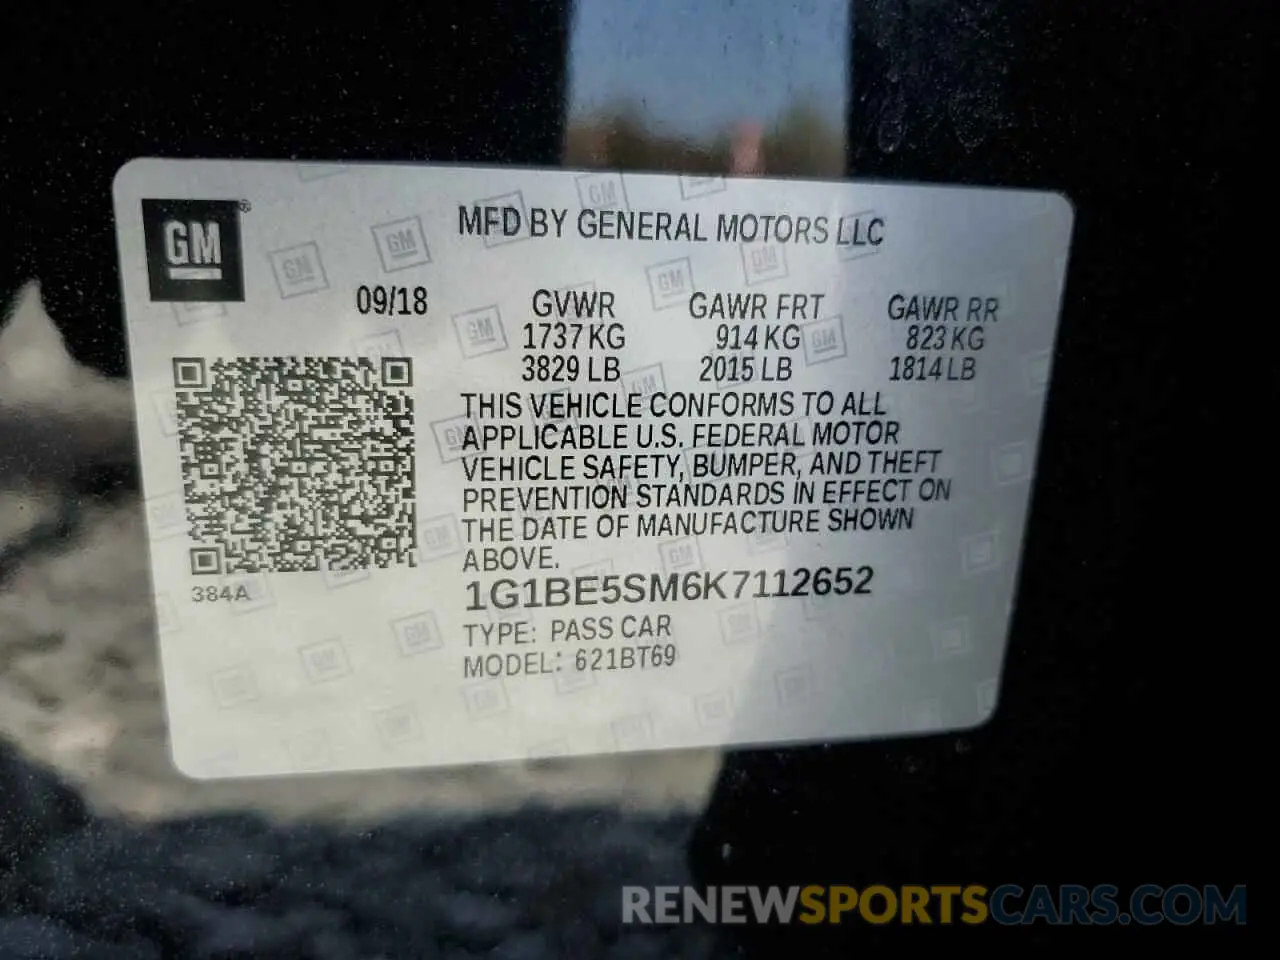 GM
MFD BY GENERAL MOTORS LLC
09/18 GVWR GAWR FRT GAWR RR
1737 KG 914 KG 823 KG
3829 LB 2015 LB 1814 LB
THIS VEHICLE CONFORMS TO ALL
APPLICABLE U.S. FEDERAL MOTOR
VEHICLE SAFETY, BUMPER, AND THEFT
PREVENTION STANDARDS IN EFFECT ON
THE DATE OF MANUFACTURE SHOWN
ABOVE.
384A
1G1BE5SM6K7112652
TYPE: PASS CAR
MODEL: 621BT69
RENEWSPORTSCARS.COM